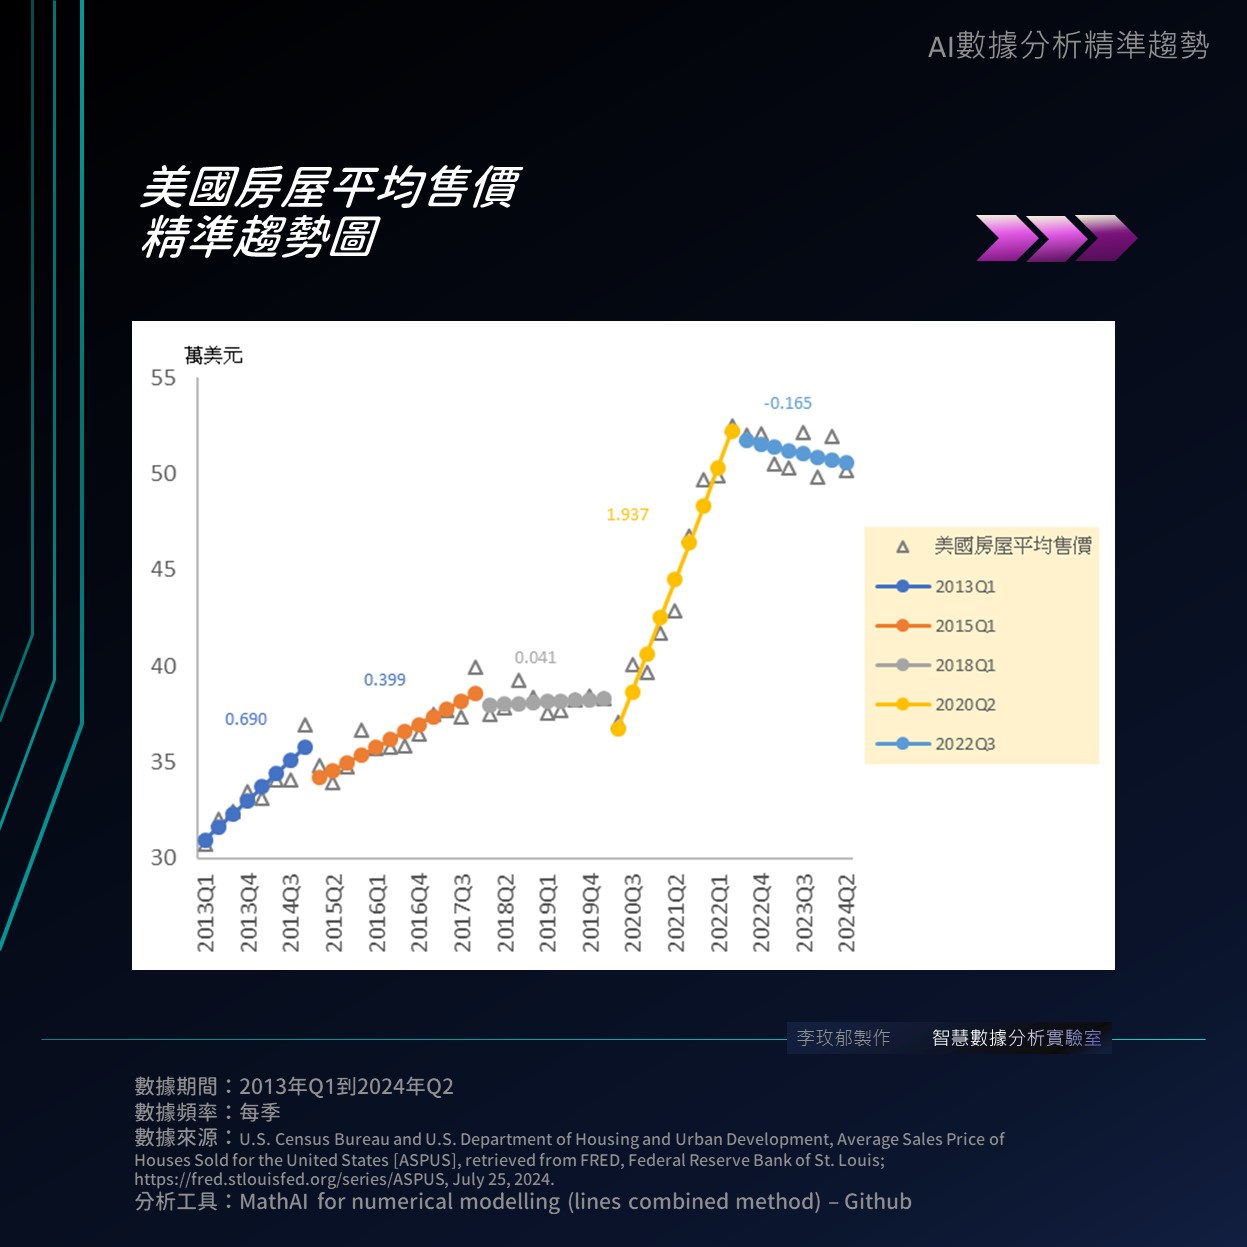 AI數據分析精準趨勢
美國房屋平均售價
精準趨勢圖
萬美元
55
50
45
40
35
30
0.690
0.399
0.041
1.937
-0.165
2013Q1
2013Q4
2014Q3
2015Q2
2016Q1
2016Q4
2017Q3
2018Q2
2019Q1
2019Q4
2020Q3
2021Q2
2022Q1
2022Q4
2023Q3
2024Q2
美國房屋平均售價
2013Q1
2015Q1
2018Q1
2020Q2
2022Q3
李玫郁製作 智慧數據分析實驗室
數據期間：2013年Q1到2024年Q2
數據頻率：每季
數據來源：U.S. Census Bureau and U.S. Department of Housing and Urban Development, Average Sales Price of
Houses Sold for the United States [ASPUS], retrieved from FRED, Federal Reserve Bank of St. Louis;
https://fred.stlouisfed.org/series/ASPUS, July 25, 2024.
分析工具：MathAI for numerical modelling (lines combined method) – Github